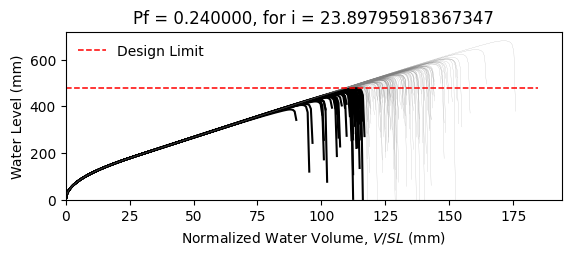 Pf = 0.240000, for i = 23.89795918367347
Water Level (mm)
600
400
200
0
Design Limit
0 25 50 75 100 125 150 175
Normalized Water Volume, V/SL (mm)